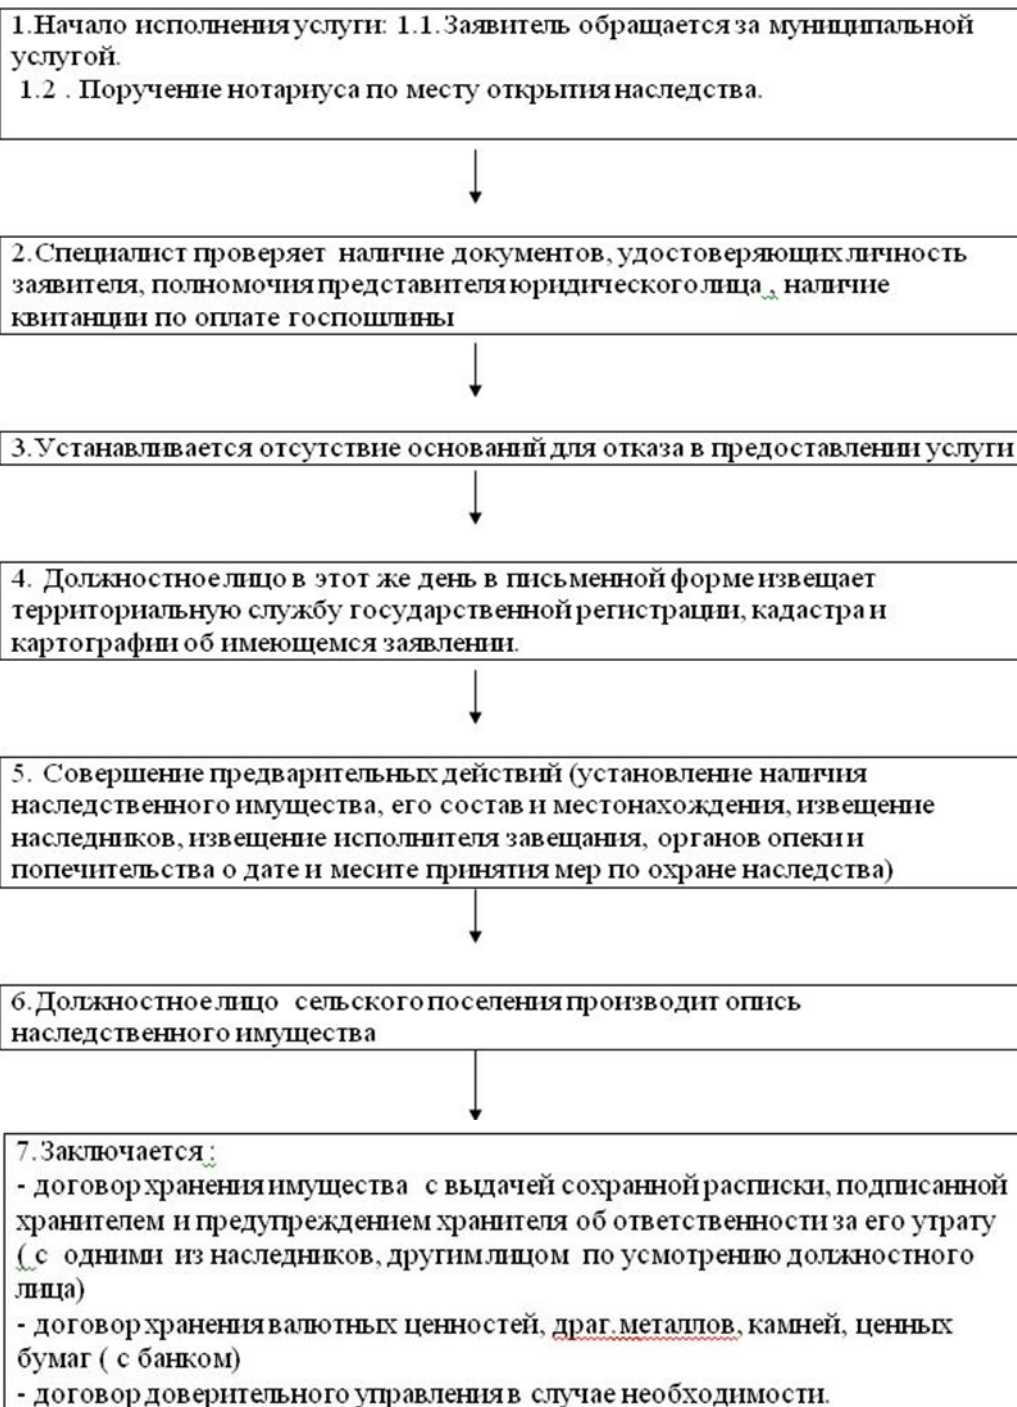 1.Начало исполнения услуги: 1.1.Заявитель обращается за муниципальной
услугой.
1.2 . Поручение нотариуса по месту открытия наследства.
2.Специалист проверяет наличие документов, удостоверяющих личность
заявителя, полномочия представителя юридического лица , наличие
квитанции по оплате госпошлины
3.Устанавливается отсутствие оснований для отказа в предоставлении услуги
4. Должностное лицо в этот же день в письменной форме извещает
территориальную службу государственной регистрации, кадастра и
картографии об имеющемся заявлении.
5. Совершение предварительных действий (установление наличия
наследственного имущества, его состав и местонахождения, извещение
наследников, извещение исполнителя завещания, органов опеки и
попечительства о дате и месите принятия мер по охране наследства)
6.Должностное лицо сельского поселения производит опись
наследственного имущества
7.Заключается :
- договор хранения имущества с выдачей сохранной расписки, подписанной
хранителем и предупреждением хранителя об ответственности за его утрату
( с одними из наследников, другим лицом по усмотрению должностного
лица)
- договор хранения валютных ценностей, драг.металлов, камней, ценных
бумаг ( с банком)
- договор доверительного управления в случае необходимости.